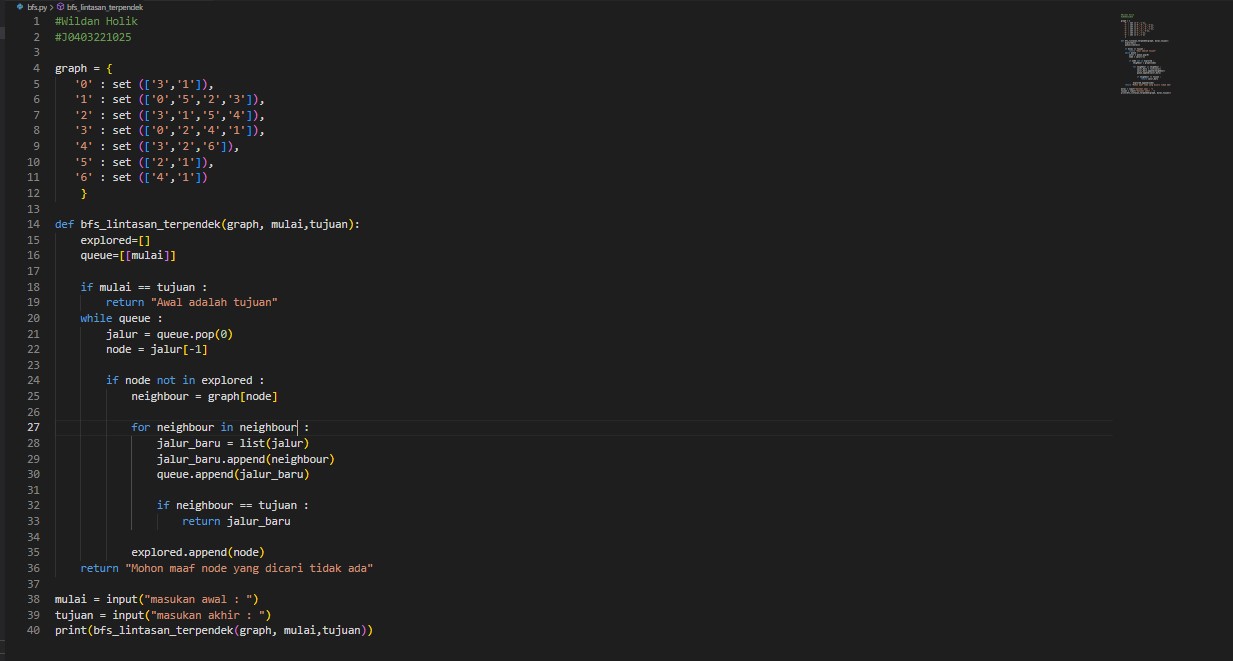 bfs.py > bfs_lintasan_terpendek
1 #Wildan Holik
2 #J0403221025
3
4 graph = {
5    '0' : set (['3','1']),
6    '1' : set (['0','5','2','3']),
7    '2' : set (['3','1','5','4']),
8    '3' : set (['0','2','4','1']),
9    '4' : set (['3','2','6']),
10    '5' : set (['2','1']),
11    '6' : set (['4','1'])
12     }
13
14 def bfs_lintasan_terpendek(graph, mulai,tujuan):
15     explored=[]
16     queue=[[mulai]]
17
18     if mulai == tujuan :
19         return "Awal adalah tujuan"
20     while queue :
21         jalur = queue.pop(0)
22         node = jalur[-1]
23
24         if node not in explored :
25             neighbour = graph[node]
26
27             for neighbour in neighbour :
28                 jalur_baru = list(jalur)
29                 jalur_baru.append(neighbour)
30                 queue.append(jalur_baru)
31
32                 if neighbour == tujuan :
33                     return jalur_baru
34
35             explored.append(node)
36     return "Mohon maaf node yang dicari tidak ada"
37
38 mulai = input("masukan awal : ")
39 tujuan = input("masukan akhir : ")
40 print(bfs_lintasan_terpendek(graph, mulai,tujuan))